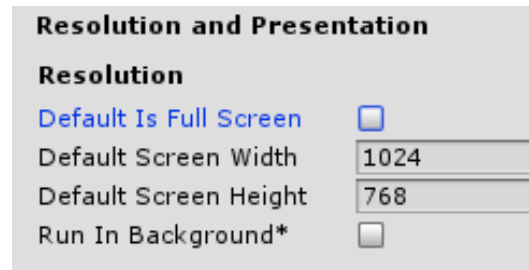 Resolution and Presentation
Resolution
Default Is Full Screen
Default Screen Width 1024
Default Screen Height 768
Run In Background*